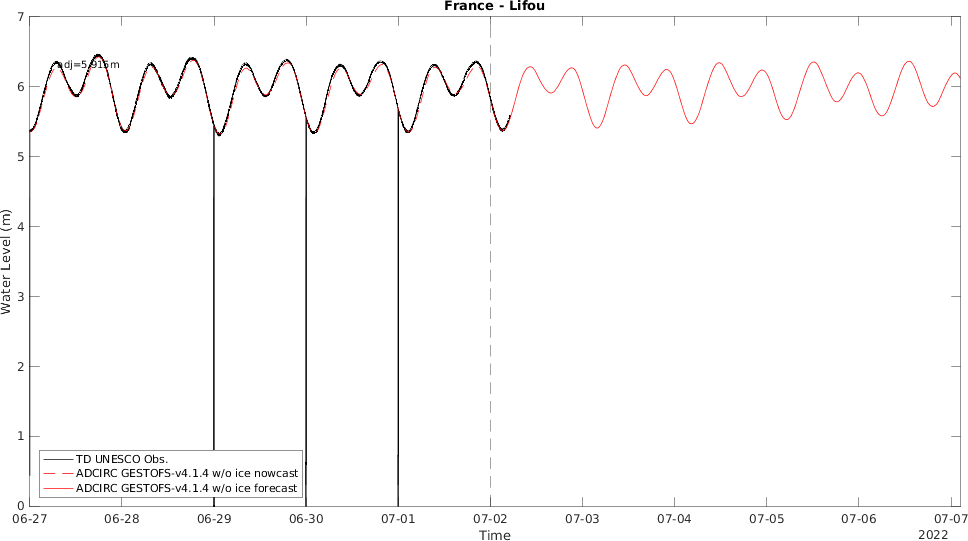 France - Lifou
7
adj=5.915m
6
5
4
3
2
1
0
Water Level (m)
TD UNESCO Obs.
ADCIRC GESTOFS-v4.1.4 w/o ice nowcast
ADCIRC GESTOFS-v4.1.4 w/o ice forecast
06-27 06-28 06-29 06-30 07-01 07-02 07-03 07-04 07-05 07-06 07-07
Time
2022